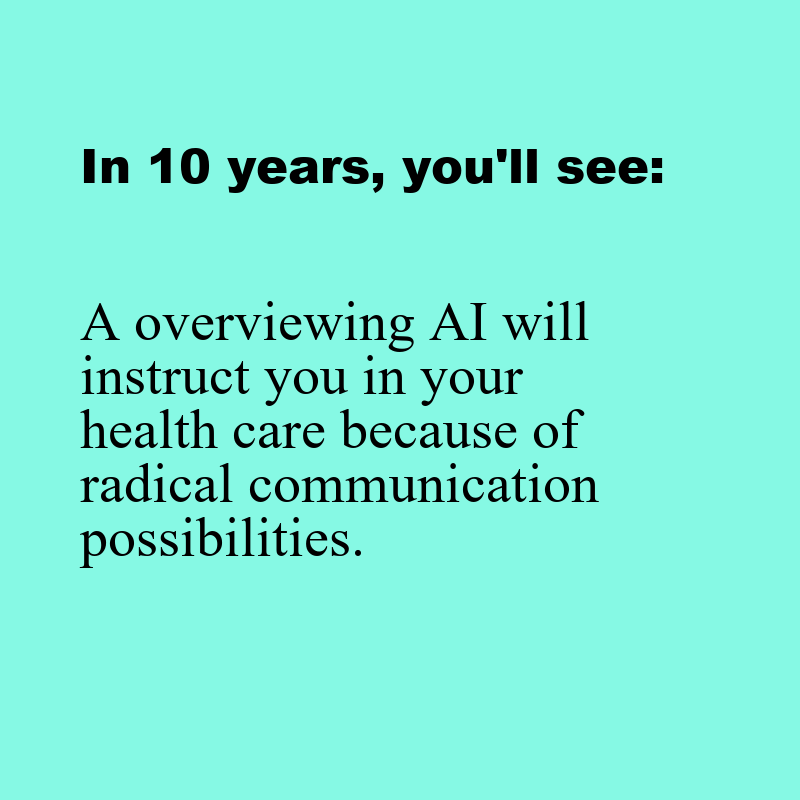 In 10 years, you'll see:
A overviewing AI will
instruct you in your
health care because of
radical communication
possibilities.